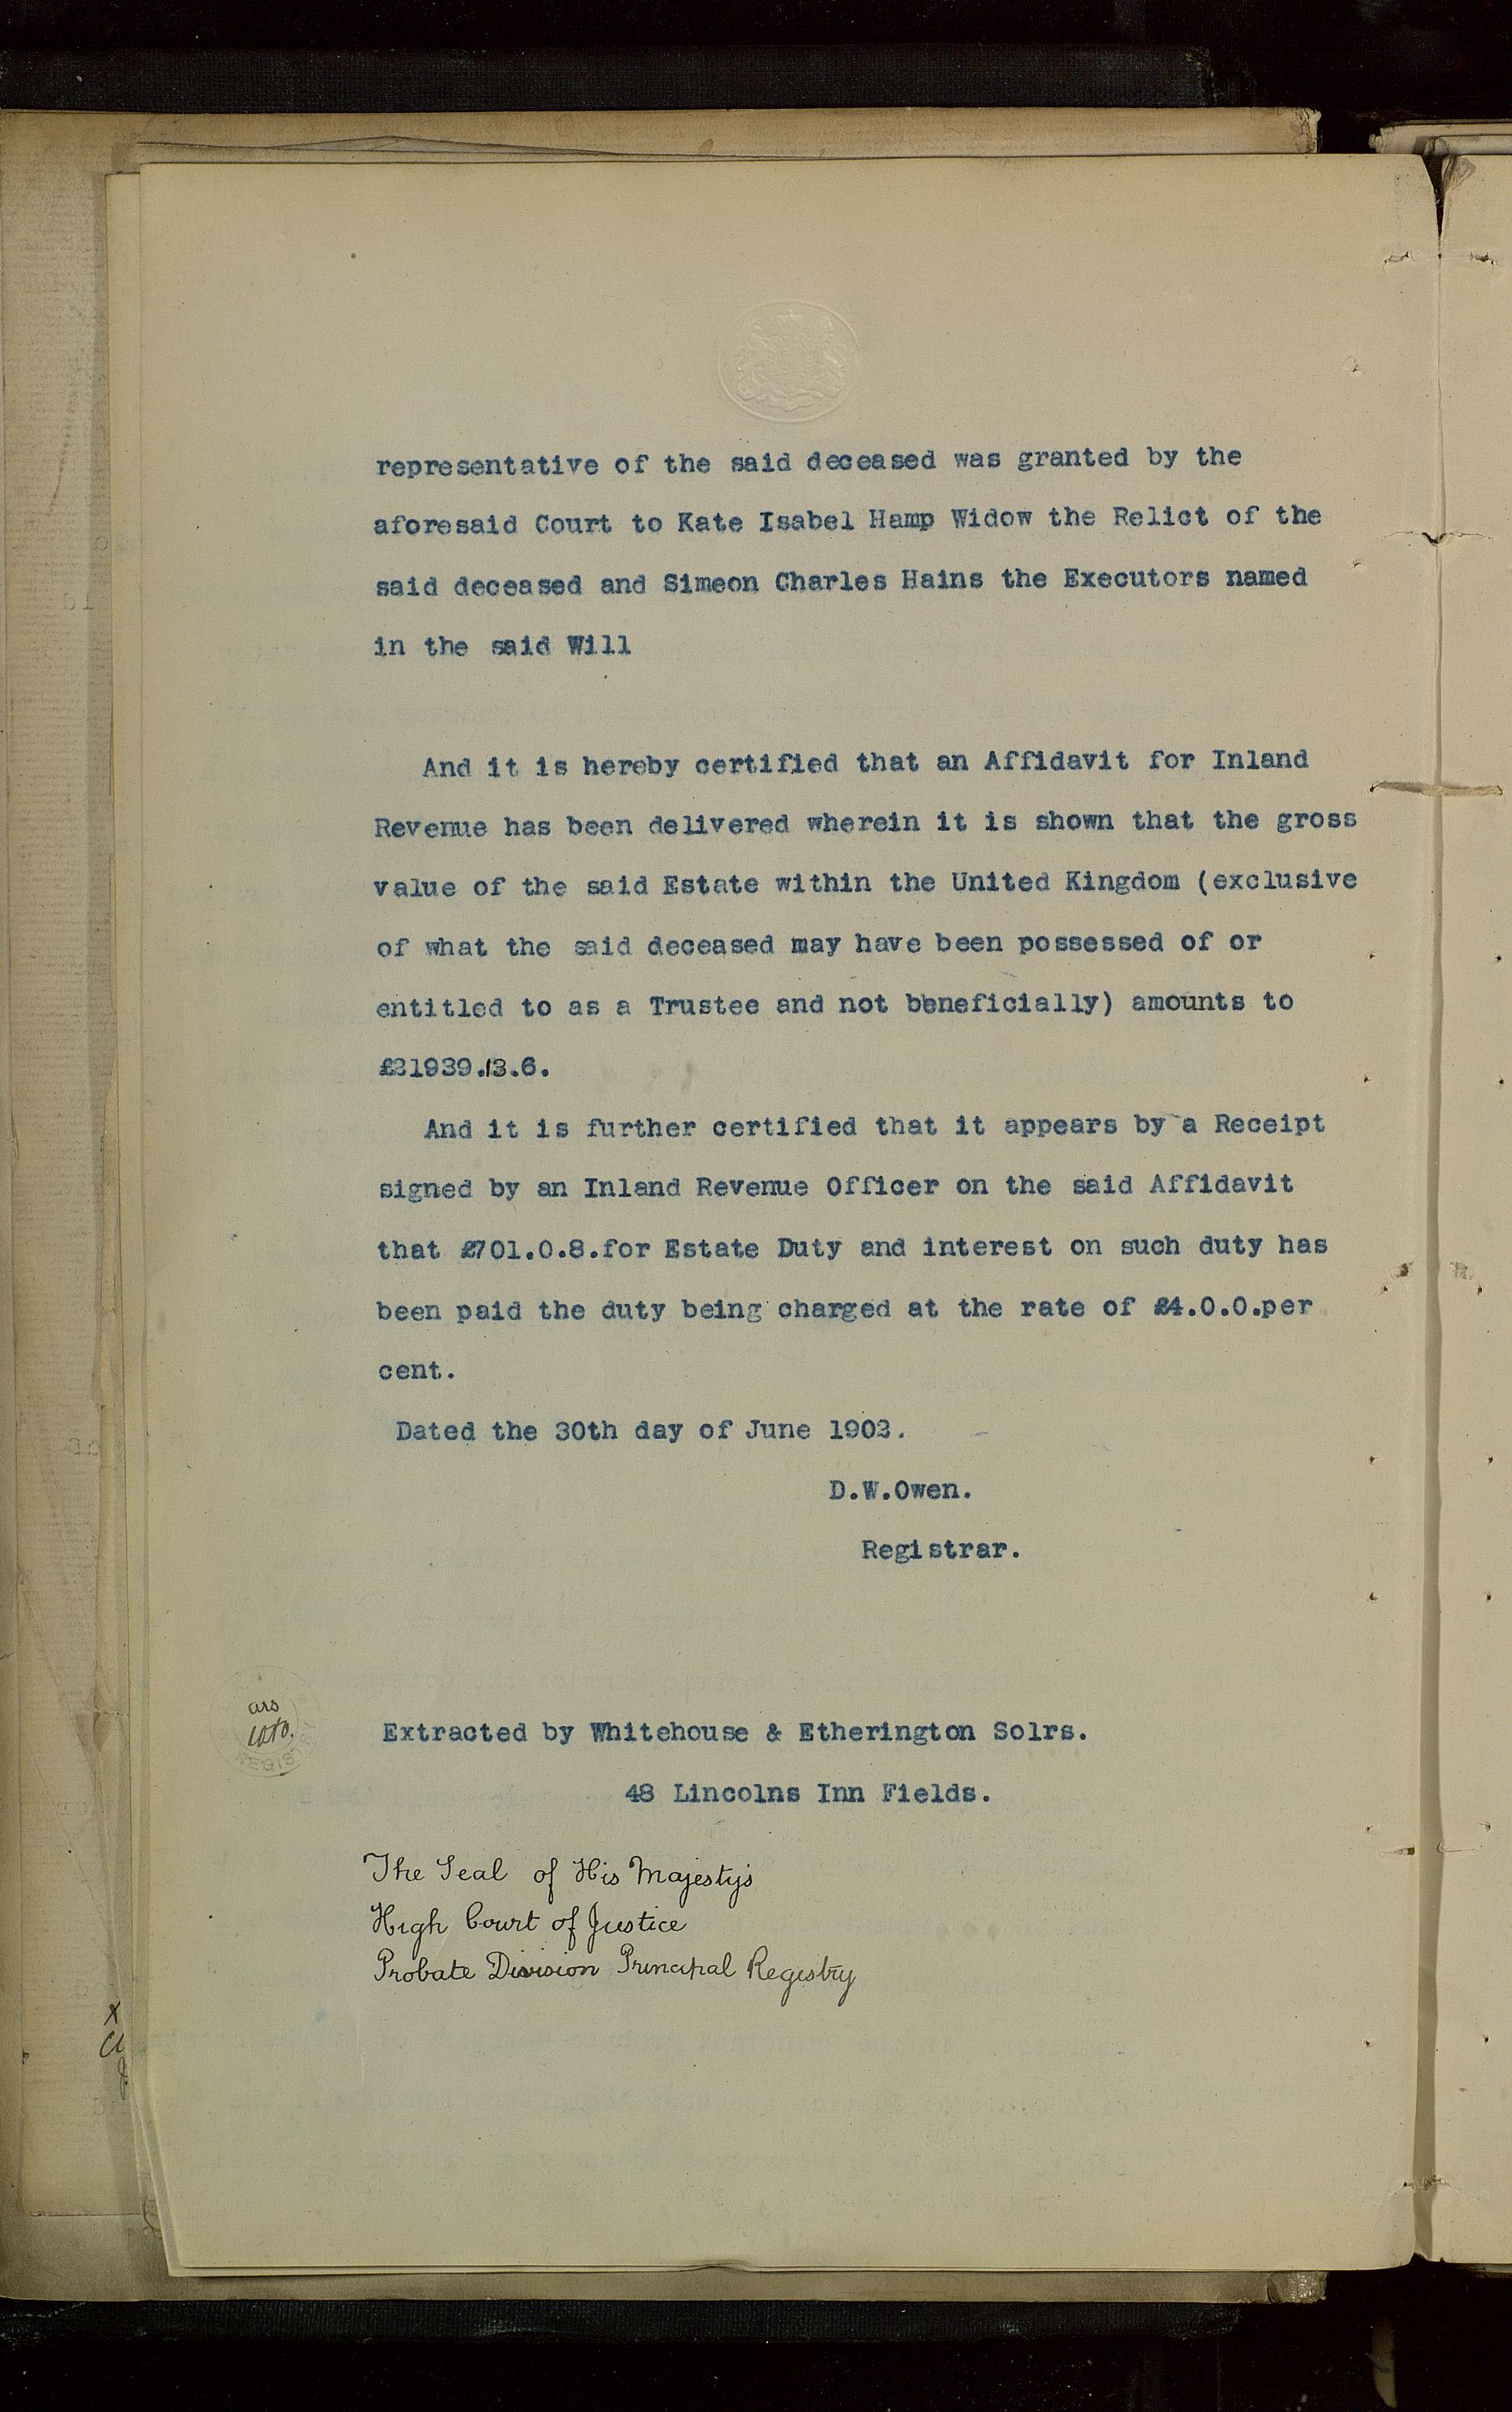 representative of the said deceased was granted by the
aforesaid Court to Kate Isabel Hamp Widow the Relict of the
said deceased and Simeon Charles Hains the Executors named
in the said Will
And it is hereby certified that an Affidavit for Inland
Revenue has been delivered wherein it is shown that the gross
value of the said Estate within the United Kingdom (exclusive
of what the said deceased may have been possessed of or
entitled to as a Trustee and not beneficially) amounts to
£21939.13.6.
And it is further certified that it appears by a Receipt
signed by an Inland Revenue Officer on the said Affidavit
that £701.0.8.for Estate Duty and interest on such duty has
been paid the duty being charged at the rate of £4.0.0.per
cent.
Dated the 30th day of June 1902.
D.W.Owen.
Registrar.
Extracted by Whitehouse & Etherington Solrs.
48 Lincolns Inn Fields.
The Seal of His Majesty's
High Court of Justice
Probate Division Principal Registry